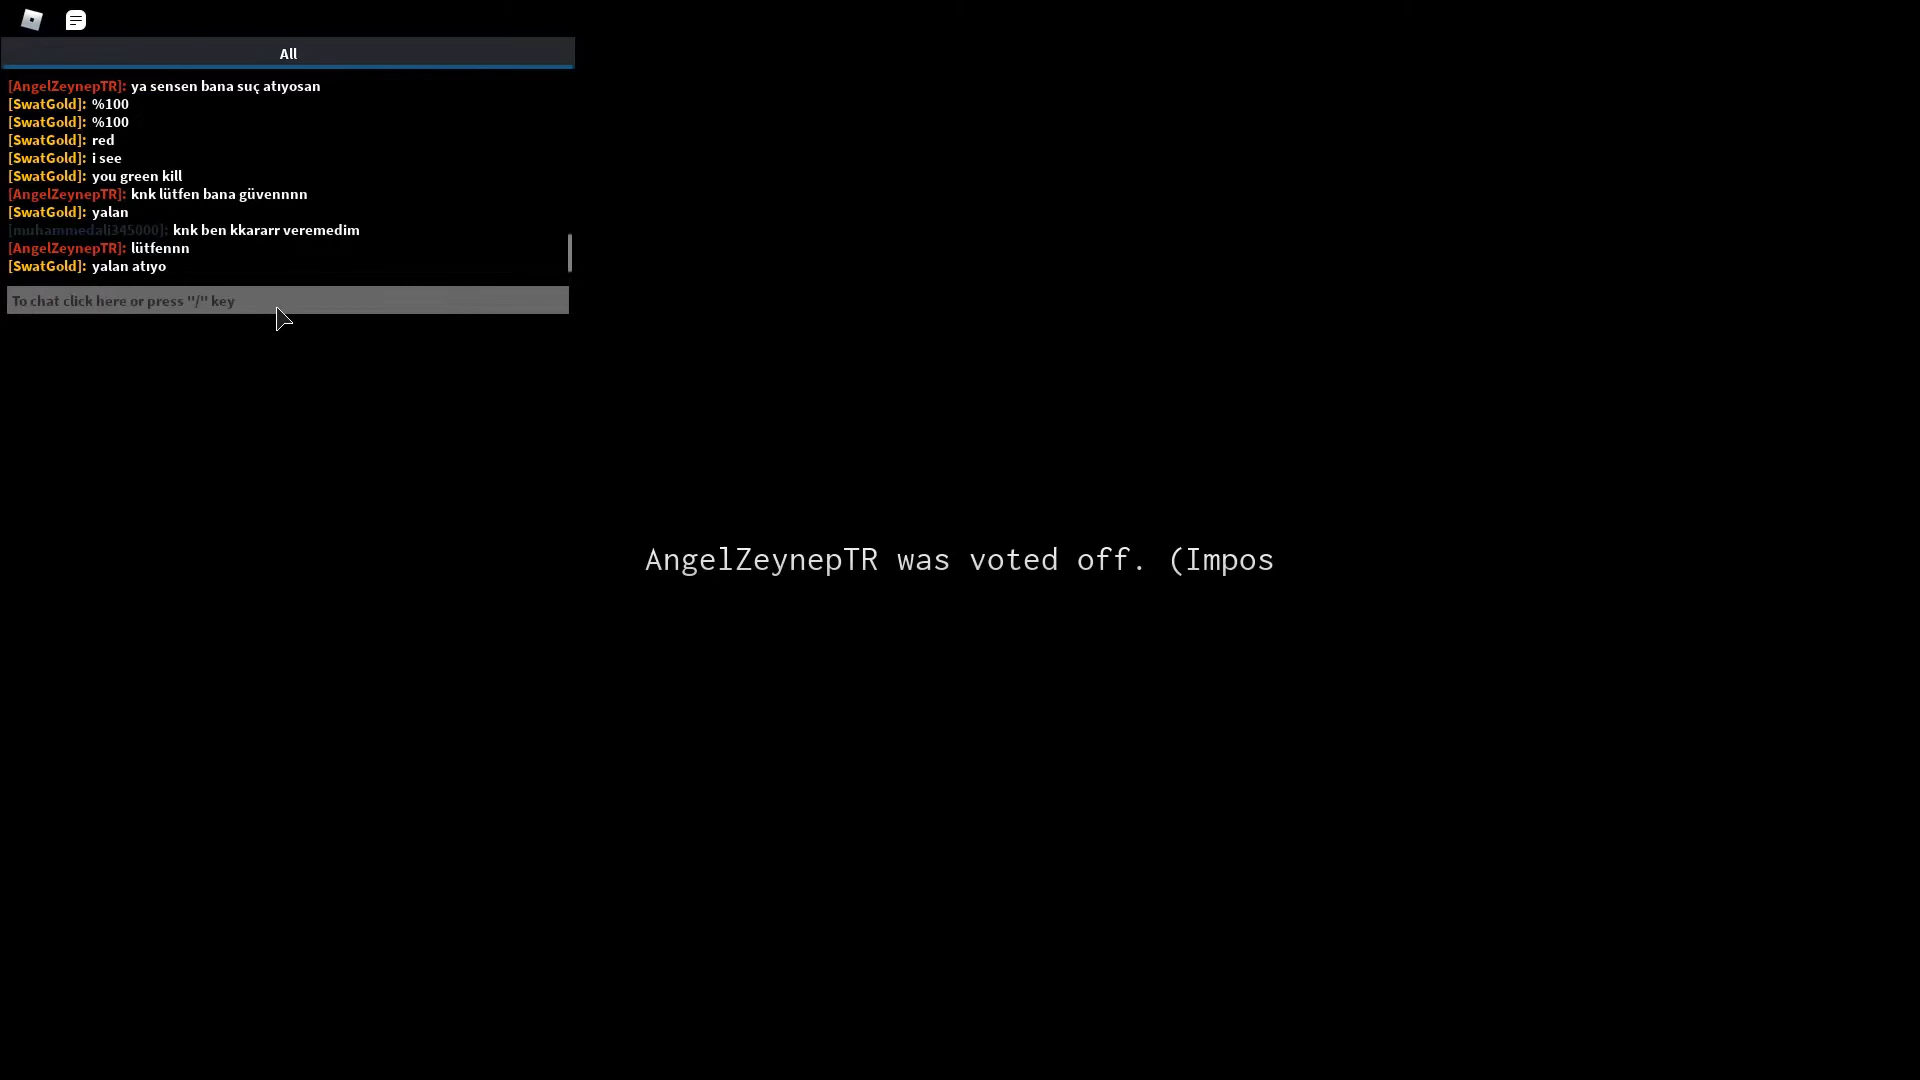 All
[AngelZeynepTR]: ya sensen bana suç atıyosan
[SwatGold]: %100
[SwatGold]: %100
[SwatGold]: red
[SwatGold]: i see
[SwatGold]: you green kill
[AngelZeynepTR]: knk lütfen bana güvennnn
[SwatGold]: yalan
[muhammedali345000]: knk ben kkararr veremedim
[AngelZeynepTR]: lütfennn
[SwatGold]: yalan atıyo
To chat click here or press "/" key
AngelZeynepTR was voted off. (Impos